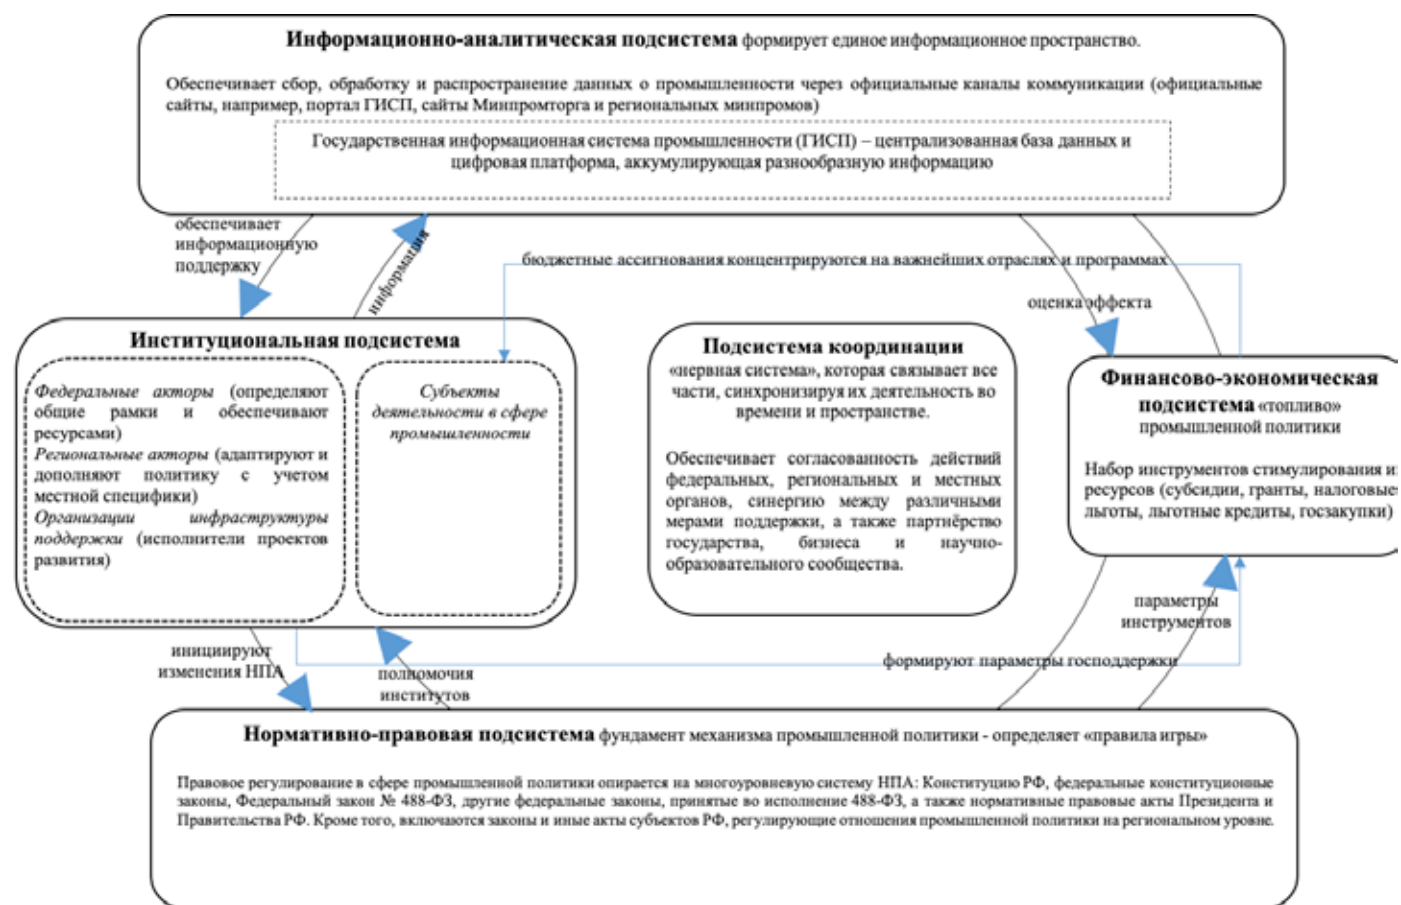 Информационно-аналитическая подсистема формирует единое информационное пространство.
Обеспечивает сбор, обработку и распространение данных о промышленности через официальные каналы коммуникации (официальные
сайты, например, портал ГИСП, сайты Минпромторга и региональных минпромов)
Государственная информационная система промышленности (ГИСП) – централизованная база данных и
цифровая платформа, аккумулирующая разнообразную информацию
обеспечивает
информационную
поддержку
информация
бюджетные ассигнования концентрируются на важнейших отраслях и программах
оценка эффекта
Институциональная подсистема
Федеральные акторы (определяют
общие рамки и обеспечивают
ресурсами)
Региональные акторы (адаптируют и
дополняют политику с учетом
местной специфики)
Организации инфраструктуры
поддержки (исполнители проектов
развития)
Субъекты
деятельности в сфере
промышленности
Подсистема координации
«нервная система», которая связывает все
части, синхронизируя их деятельность во
времени и пространстве.
Обеспечивает согласованность действий
федеральных, региональных и местных
органов, синергию между различными
мерами поддержки, а также партнёрство
государства, бизнеса и научно-
образовательного сообщества.
Финансово-экономическая
подсистема «топливо»
промышленной политики
Набор инструментов стимулирования и
ресурсов (субсидии, гранты, налоговые
льготы, льготные кредиты, госзакупки)
инициируют
изменения НПА
полномочия
институтов
формируют параметры господдержки
параметры
инструментов
Нормативно-правовая подсистема фундамент механизма промышленной политики - определяет «правила игры»
Правовое регулирование в сфере промышленной политики опирается на многоуровневую систему НПА: Конституцию РФ, федеральные конституционные
законы, Федеральный закон № 488-ФЗ, другие федеральные законы, принятые во исполнение 488-ФЗ, а также нормативные правовые акты Президента и
Правительства РФ. Кроме того, включаются законы и иные акты субъектов РФ, регулирующие отношения промышленной политики на региональном уровне.